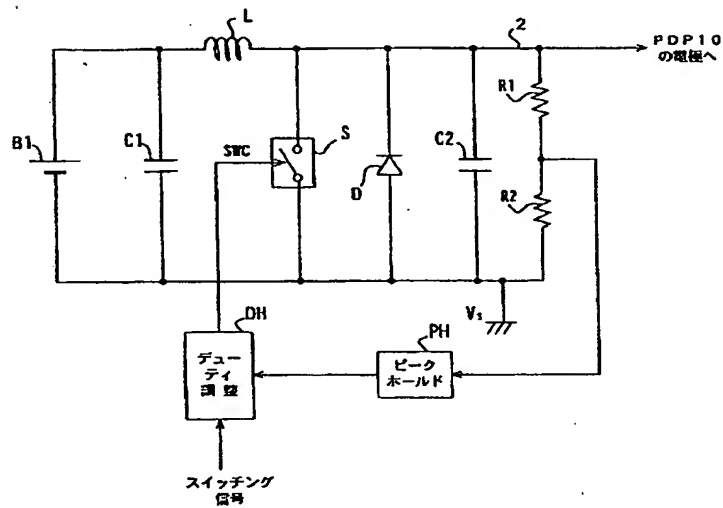 L
2
PDP10
の電極へ
R1
B1
C1
SWC
S
D
C2
R2
Vs
DH
デュー
ティ
調整
PH
ピーク
ホールド
スイッチング
信号